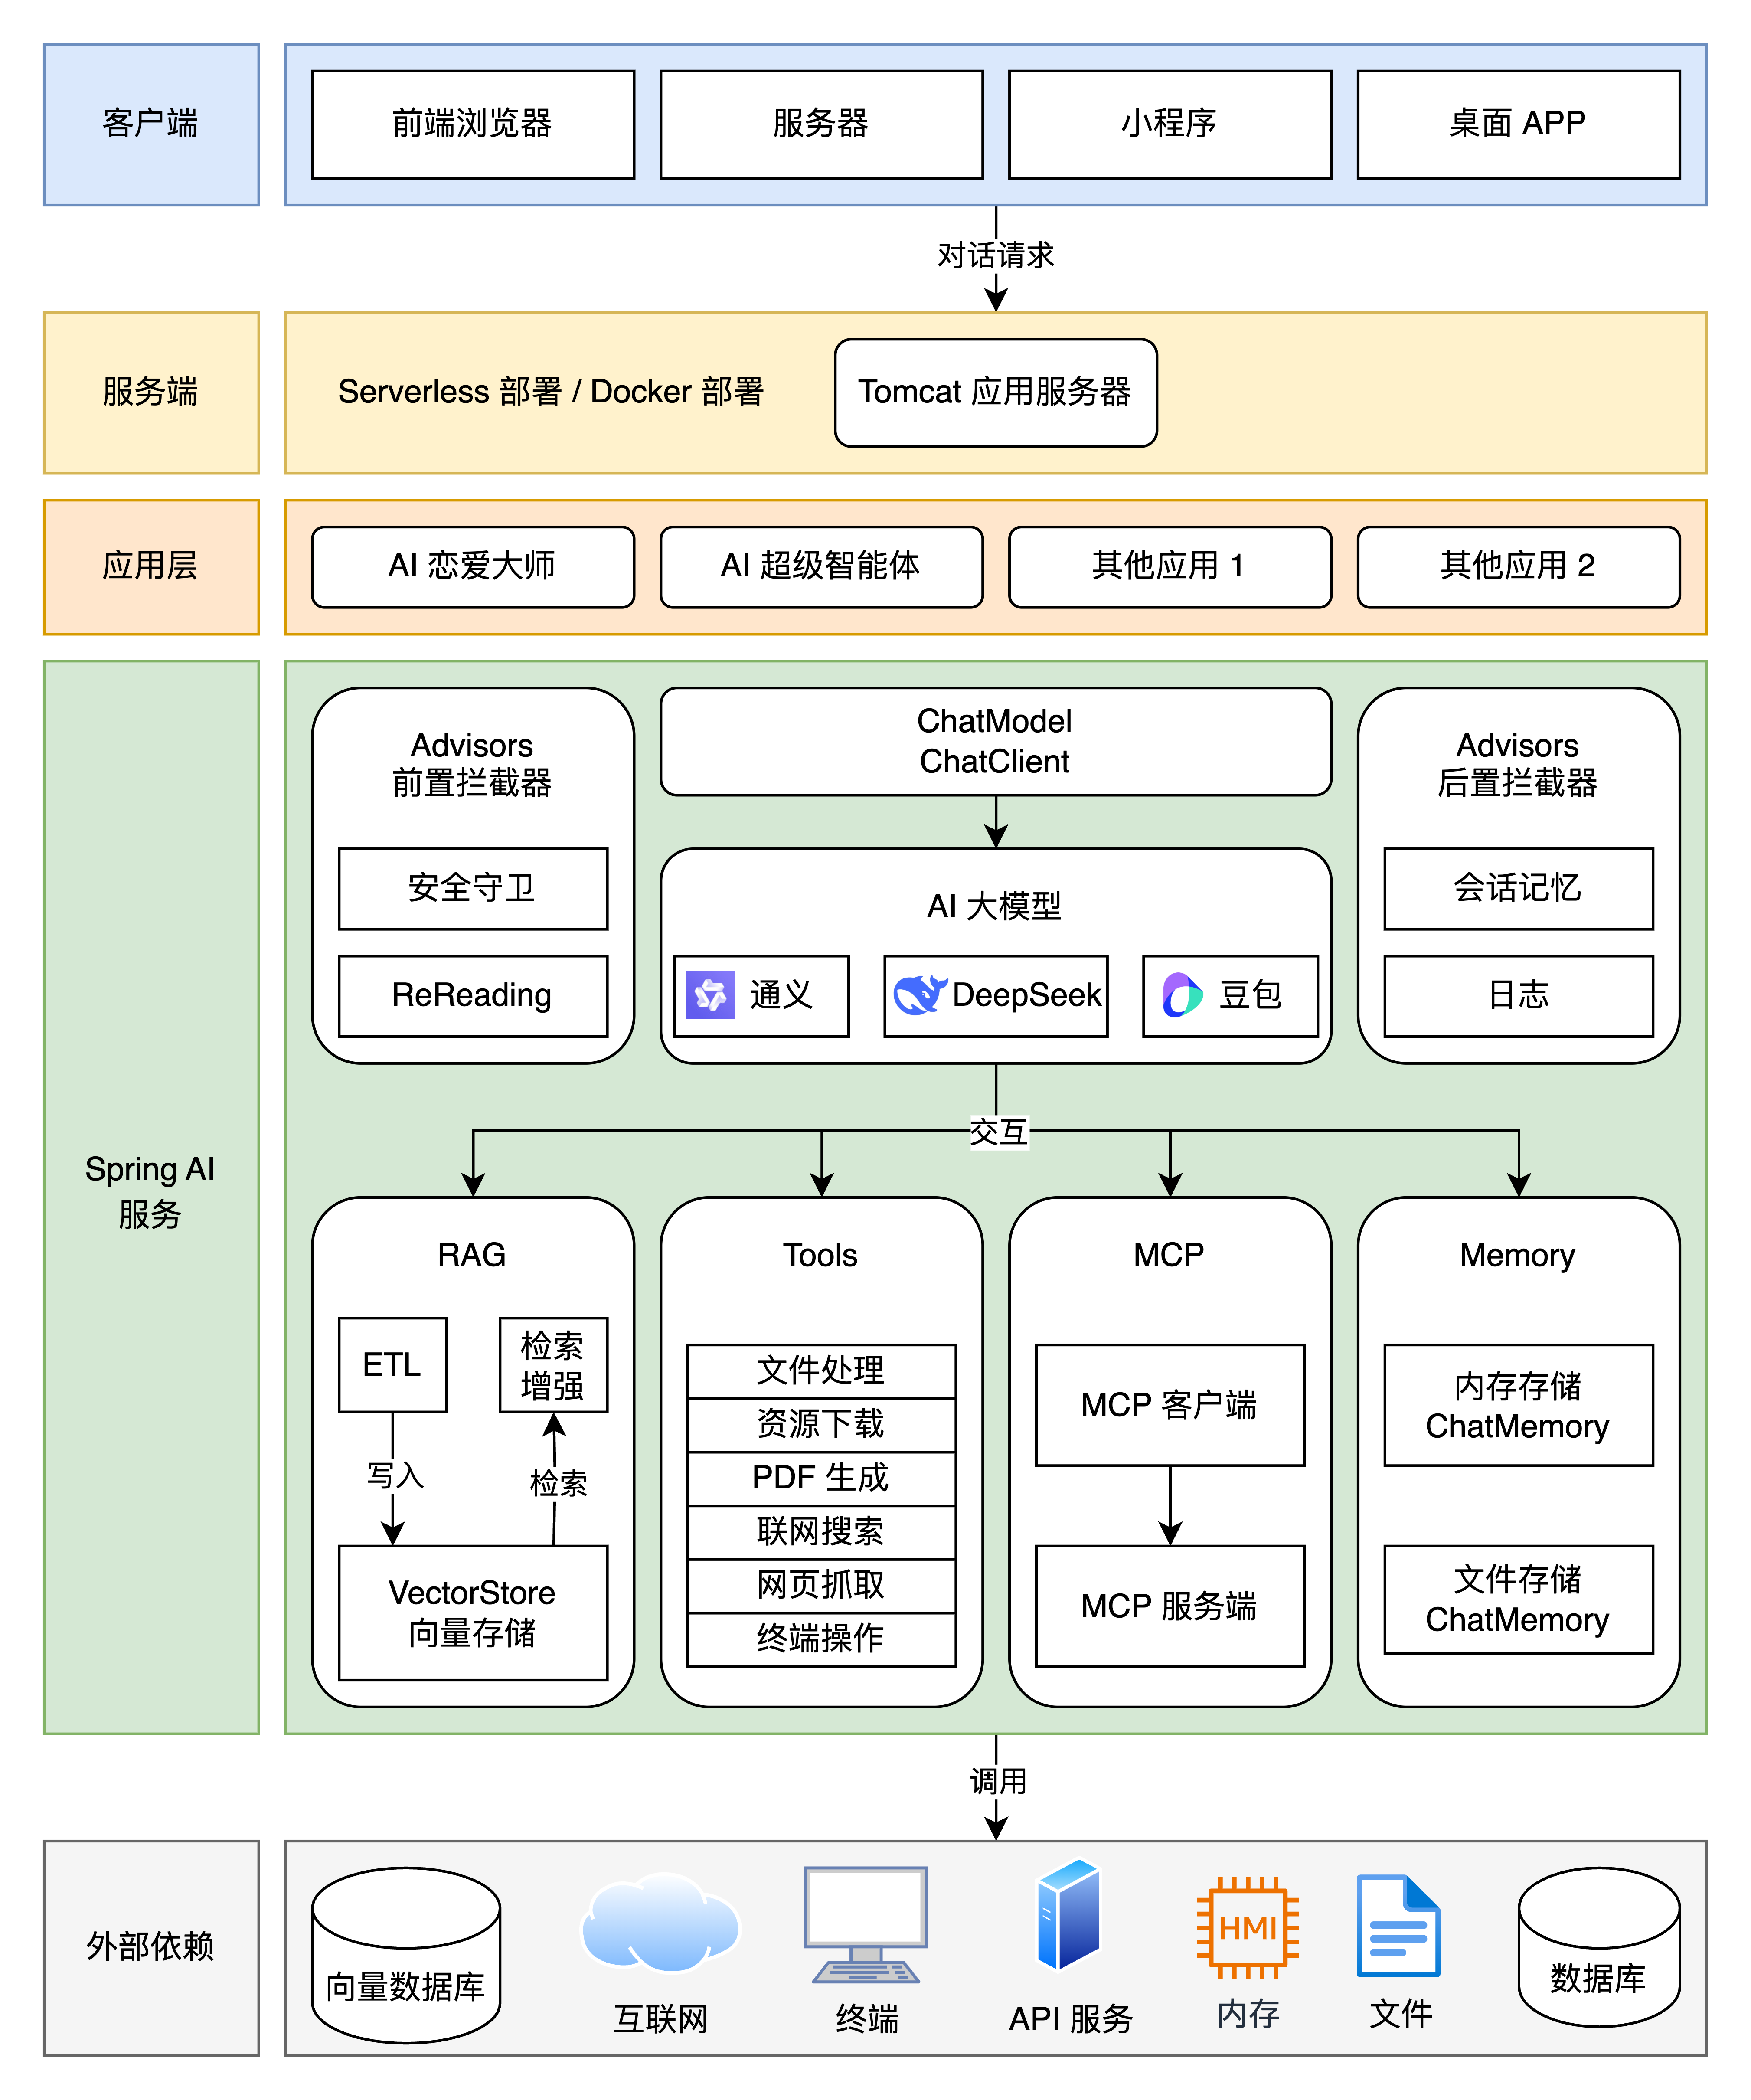 客户端
前端浏览器
服务器
小程序
桌面 APP
对话请求
服务端
Serverless 部署 / Docker 部署
Tomcat 应用服务器
应用层
AI 恋爱大师
AI 超级智能体
其他应用 1
其他应用 2
Spring AI
服务
Advisors
前置拦截器
安全守卫
ReReading
ChatModel
ChatClient
AI 大模型
通义
DeepSeek
豆包
Advisors
后置拦截器
会话记忆
日志
交互
RAG
ETL
检索
增强
写入
检索
VectorStore
向量存储
Tools
文件处理
资源下载
PDF 生成
联网搜索
网页抓取
终端操作
MCP
MCP 客户端
MCP 服务端
Memory
内存存储
ChatMemory
文件存储
ChatMemory
调用
外部依赖
向量数据库
互联网
终端
API 服务
HMI
内存
文件
数据库